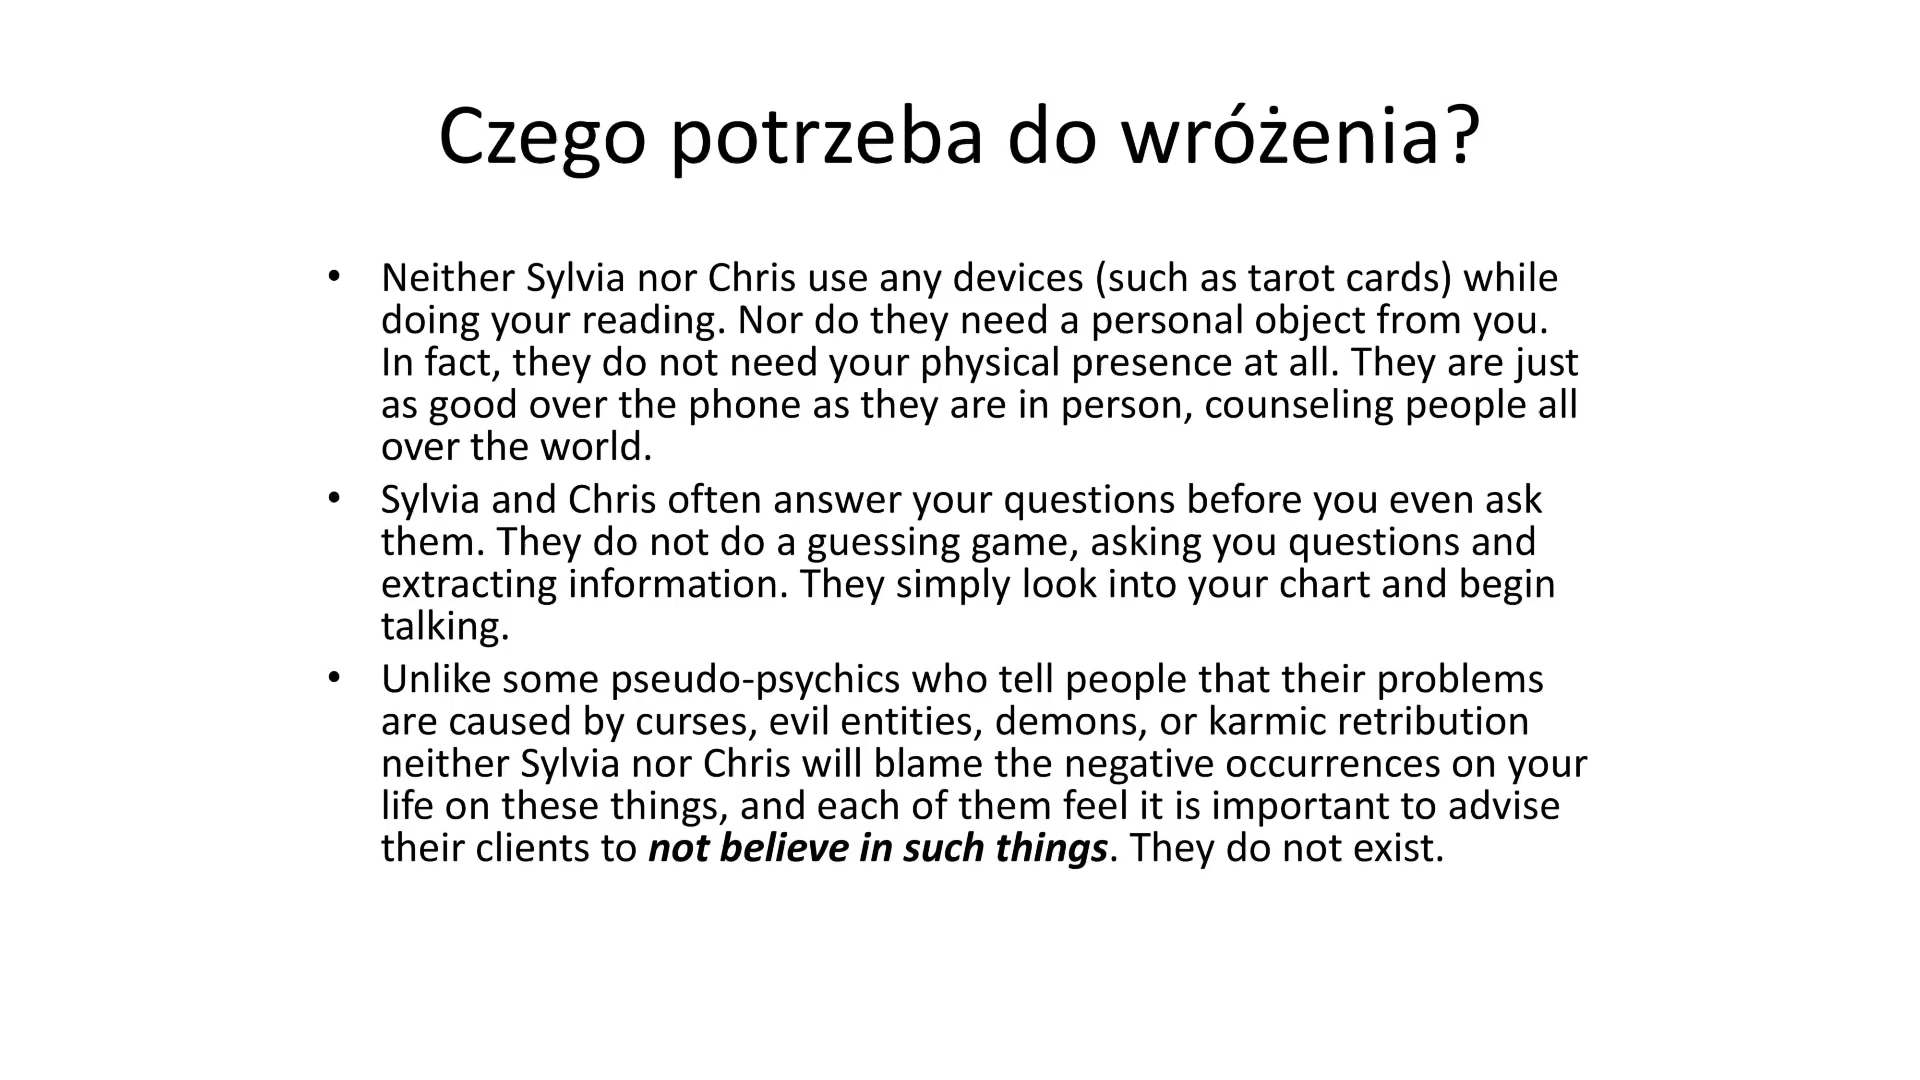 Czego potrzeba do wróżenia?
• Neither Sylvia nor Chris use any devices (such as tarot cards) while
doing your reading. Nor do they need a personal object from you.
In fact, they do not need your physical presence at all. They are just
as good over the phone as they are in person, counseling people all
over the world.
• Sylvia and Chris often answer your questions before you even ask
them. They do not do a guessing game, asking you questions and
extracting information. They simply look into your chart and begin
talking.
• Unlike some pseudo-psychics who tell people that their problems
are caused by curses, evil entities, demons, or karmic retribution
neither Sylvia nor Chris will blame the negative occurrences on your
life on these things, and each of them feel it is important to advise
their clients to not believe in such things. They do not exist.